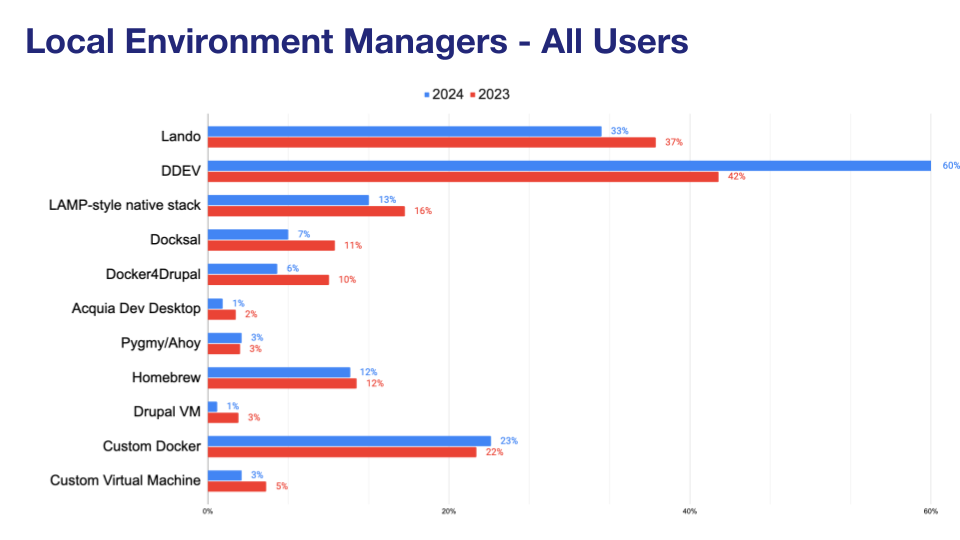 Local Environment Managers - All Users
2024 2023
Lando 33%
37%
DDEV 60%
42%
LAMP-style native stack 13%
16%
Docksal 7%
11%
Docker4Drupal 6%
10%
Acquia Dev Desktop 1%
2%
Pygmy/Ahoy 3%
3%
Homebrew 12%
12%
Drupal VM 1%
3%
Custom Docker 23%
22%
Custom Virtual Machine 3%
5%
0% 20% 40% 60%